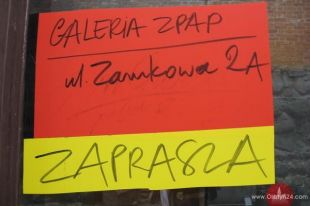 GALERIA ZPAP
ul. Zamkowa 2A
ZAPRASZA
www.Olsztyn24.com